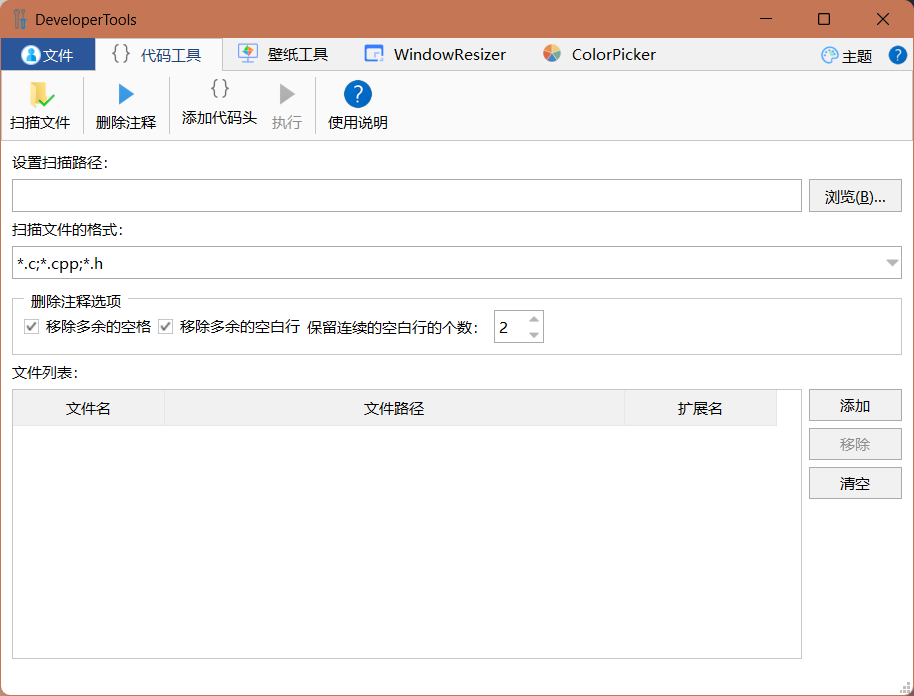 DeveloperTools
文件 代码工具 壁纸工具 WindowResizer ColorPicker 主题 ?
扫描文件 删除注释 添加代码头 执行 使用说明
设置扫描路径:
浏览(B)...
扫描文件的格式:
*.c;*.cpp;*.h
删除注释选项
移除多余的空格 移除多余的空白行 保留连续的空白行的个数: 2
文件列表:
文件名 文件路径 扩展名
添加
移除
清空